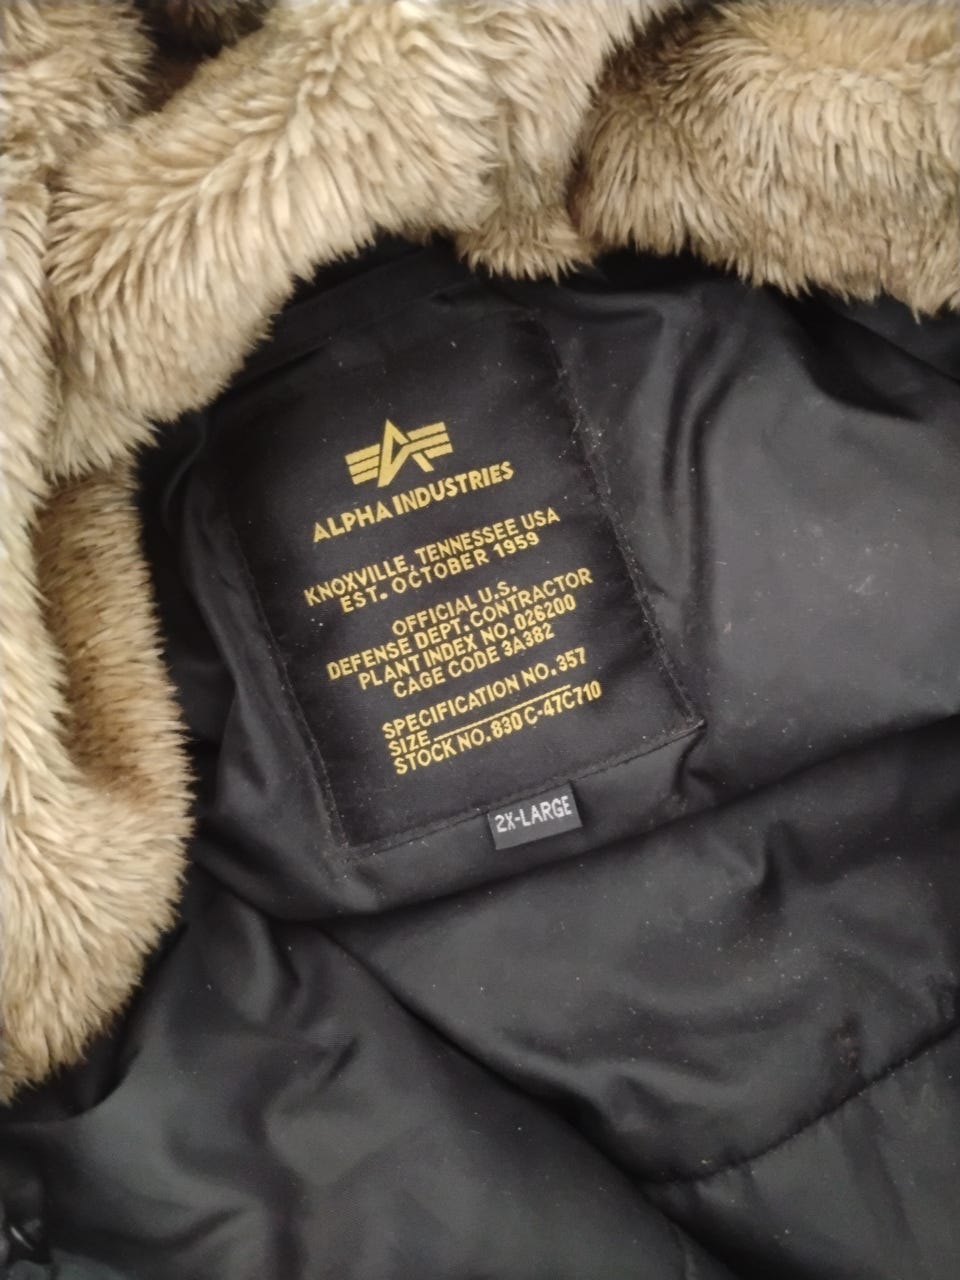 ALPHA INDUSTRIES
KNOXVILLE, TENNESSEE USA
EST. OCTOBER 1959
OFFICIAL U.S.
DEFENSE DEPT. CONTRACTOR
PLANT INDEX NO. 026200
CAGE CODE 3A382
SPECIFICATION NO. 357
SIZE
STOCK NO. 830 C-47C710
2X-LARGE